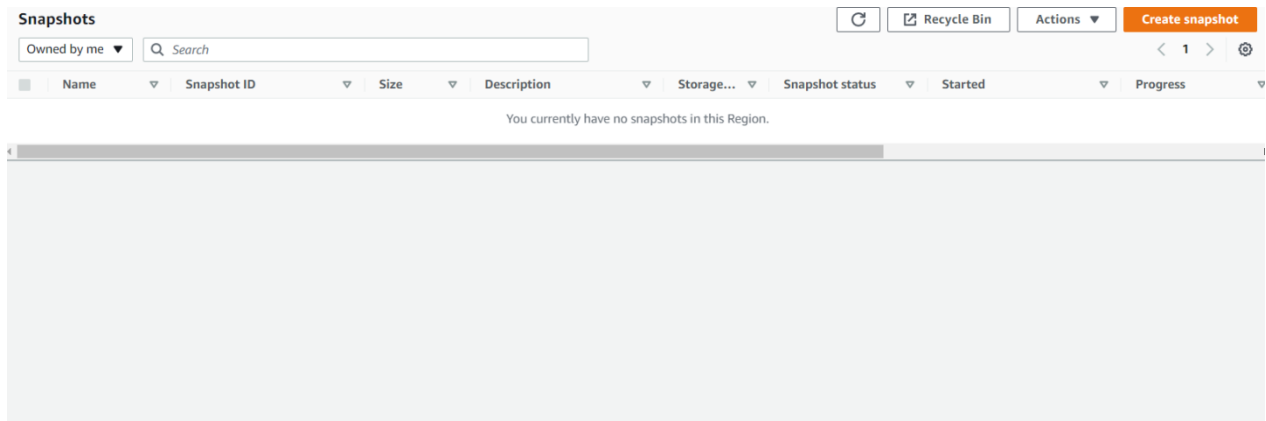 Snapshots
Recycle Bin
Actions
Create snapshot
Owned by me
Search
1
Name
Snapshot ID
Size
Description
Storage...
Snapshot status
Started
Progress
You currently have no snapshots in this Region.